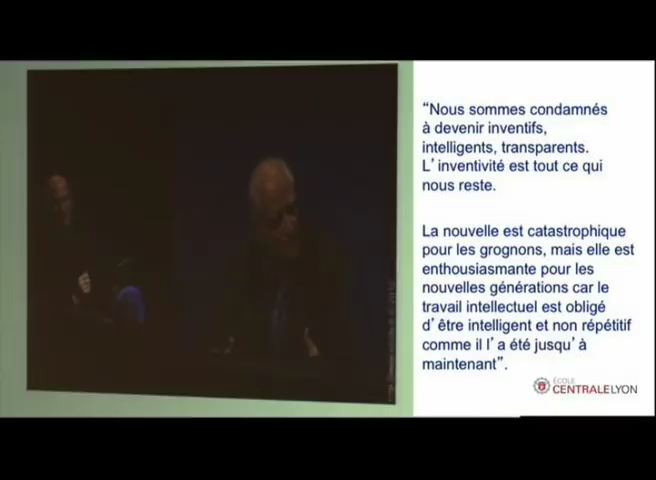 “Nous sommes condamnés
à devenir inventifs,
intelligents, transparents.
L’inventivité est tout ce qui
nous reste.
La nouvelle est catastrophique
pour les grognons, mais elle est
enthousiasmante pour les
nouvelles générations car le
travail intellectuel est obligé
d’être intelligent et non répétitif
comme il l’a été jusqu’à
maintenant”.
ÉCOLE
CENTRALELYON